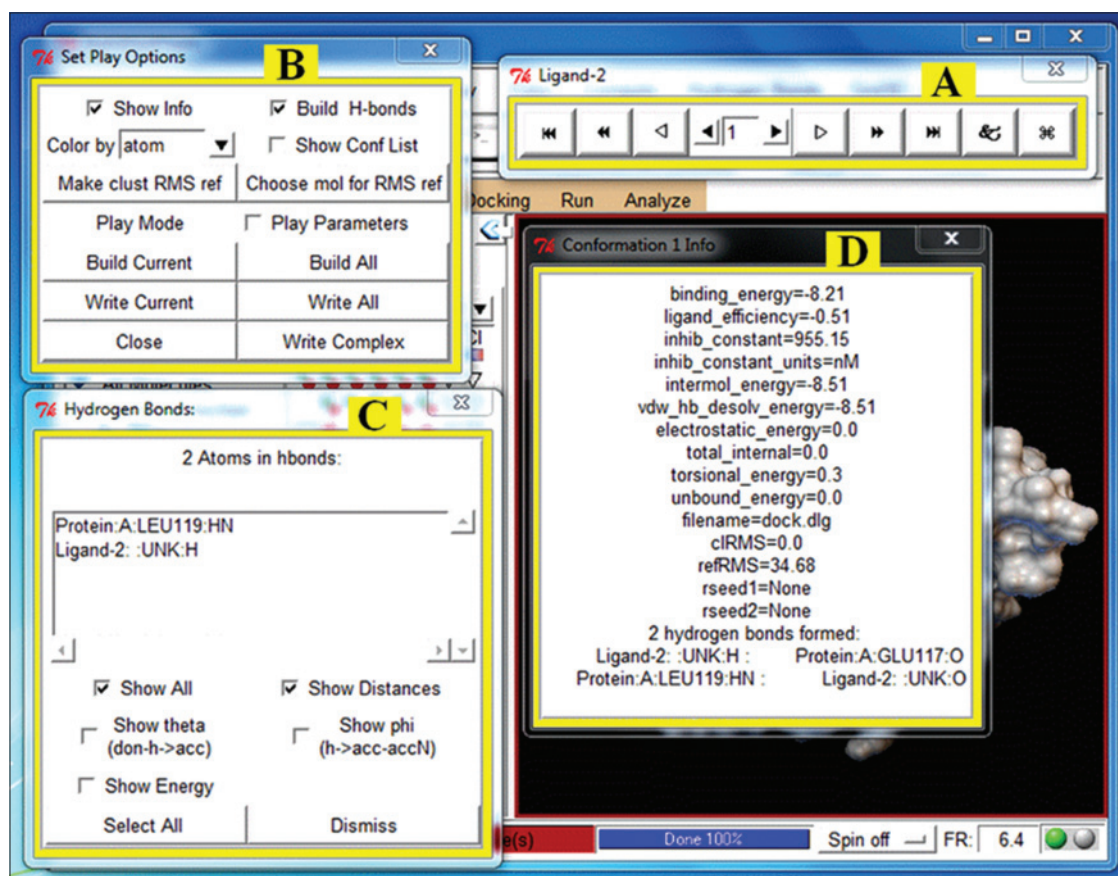 Set Play Options
B
Show Info
Build H-bonds
Color by atom
Show Conf List
Make clust RMS ref
Choose mol for RMS ref
Play Mode
Play Parameters
Build Current
Build All
Write Current
Write All
Close
Write Complex
Ligand-2
A
1
&
⌘
ocking Run Analyze
All Molecules
Cl
Hydrogen Bonds:
C
2 Atoms in hbonds:
Protein:A:LEU119:HN
Ligand-2: :UNK:H
Show All
Show Distances
Show theta
(don-h->acc)
Show phi
(h->acc-accN)
Show Energy
Select All
Dismiss
Conformation 1 Info
D
binding_energy=-8.21
ligand_efficiency=-0.51
inhib_constant=955.15
inhib_constant_units=nM
intermol_energy=-8.51
vdw_hb_desolv_energy=-8.51
electrostatic_energy=0.0
total_internal=0.0
torsional_energy=0.3
unbound_energy=0.0
filename=dock.dlg
clRMS=0.0
refRMS=34.68
rseed1=None
rseed2=None
2 hydrogen bonds formed:
Ligand-2: :UNK:H : Protein:A:GLU117:O
Protein:A:LEU119:HN : Ligand-2: :UNK:O
e(s)
Done 100%
Spin off
FR: 6.4